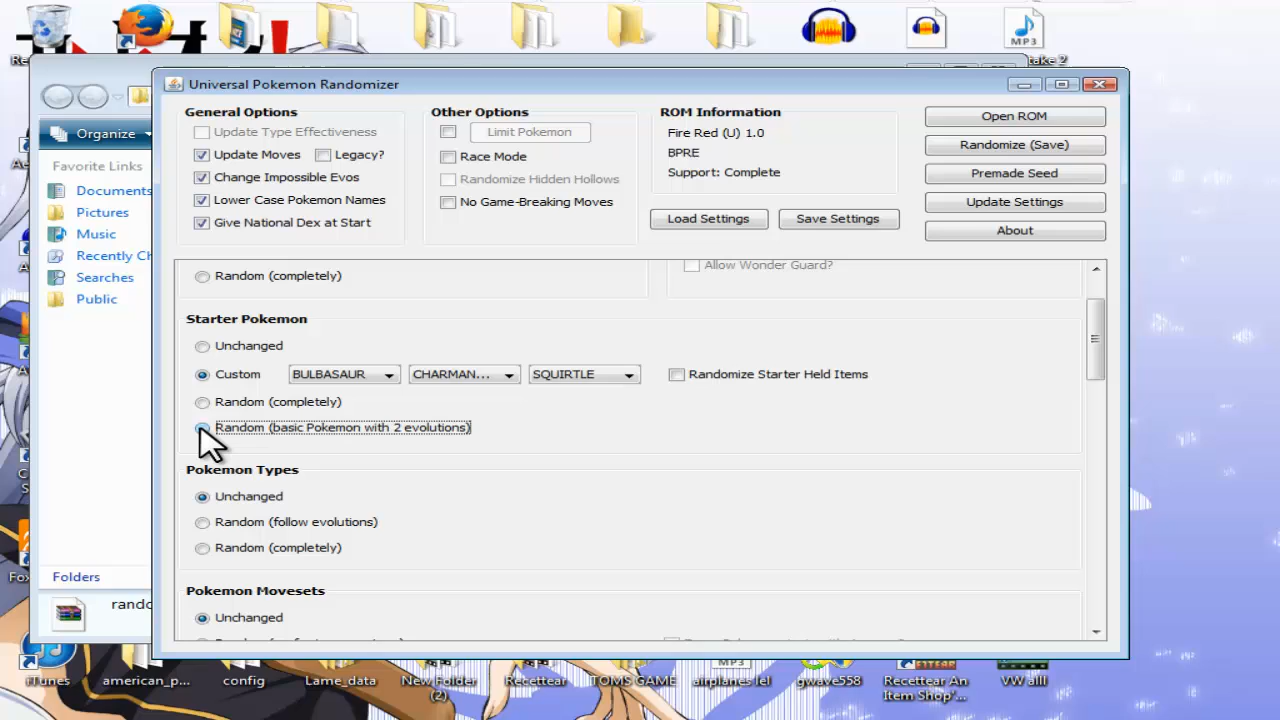 take 2
Universal Pokemon Randomizer
General Options
Update Type Effectiveness
Update Moves
Legacy?
Change Impossible Evos
Lower Case Pokemon Names
Give National Dex at Start
Other Options
Limit Pokemon
Race Mode
Randomize Hidden Hollows
No Game-Breaking Moves
ROM Information
Fire Red (U) 1.0
BPRE
Support: Complete
Load Settings
Save Settings
Open ROM
Randomize (Save)
Premade Seed
Update Settings
About
Organize
Favorite Links
Documents
Pictures
Music
Recently Ch
Searches
Public
Folders
rando
Random (completely)
Allow Wonder Guard?
Starter Pokemon
Unchanged
Custom
BULBASAUR
CHARMAN...
SQUIRTLE
Randomize Starter Held Items
Random (completely)
Random (basic Pokemon with 2 evolutions)
Pokemon Types
Unchanged
Random (follow evolutions)
Random (completely)
Pokemon Movesets
Unchanged
MP3
iTunes
american_p...
config
Lame_data
New Folder
(2)
Recettear
TOMS GAME
airplanes lel
gwave558
Recettear An
Item Shop'...
VW alll